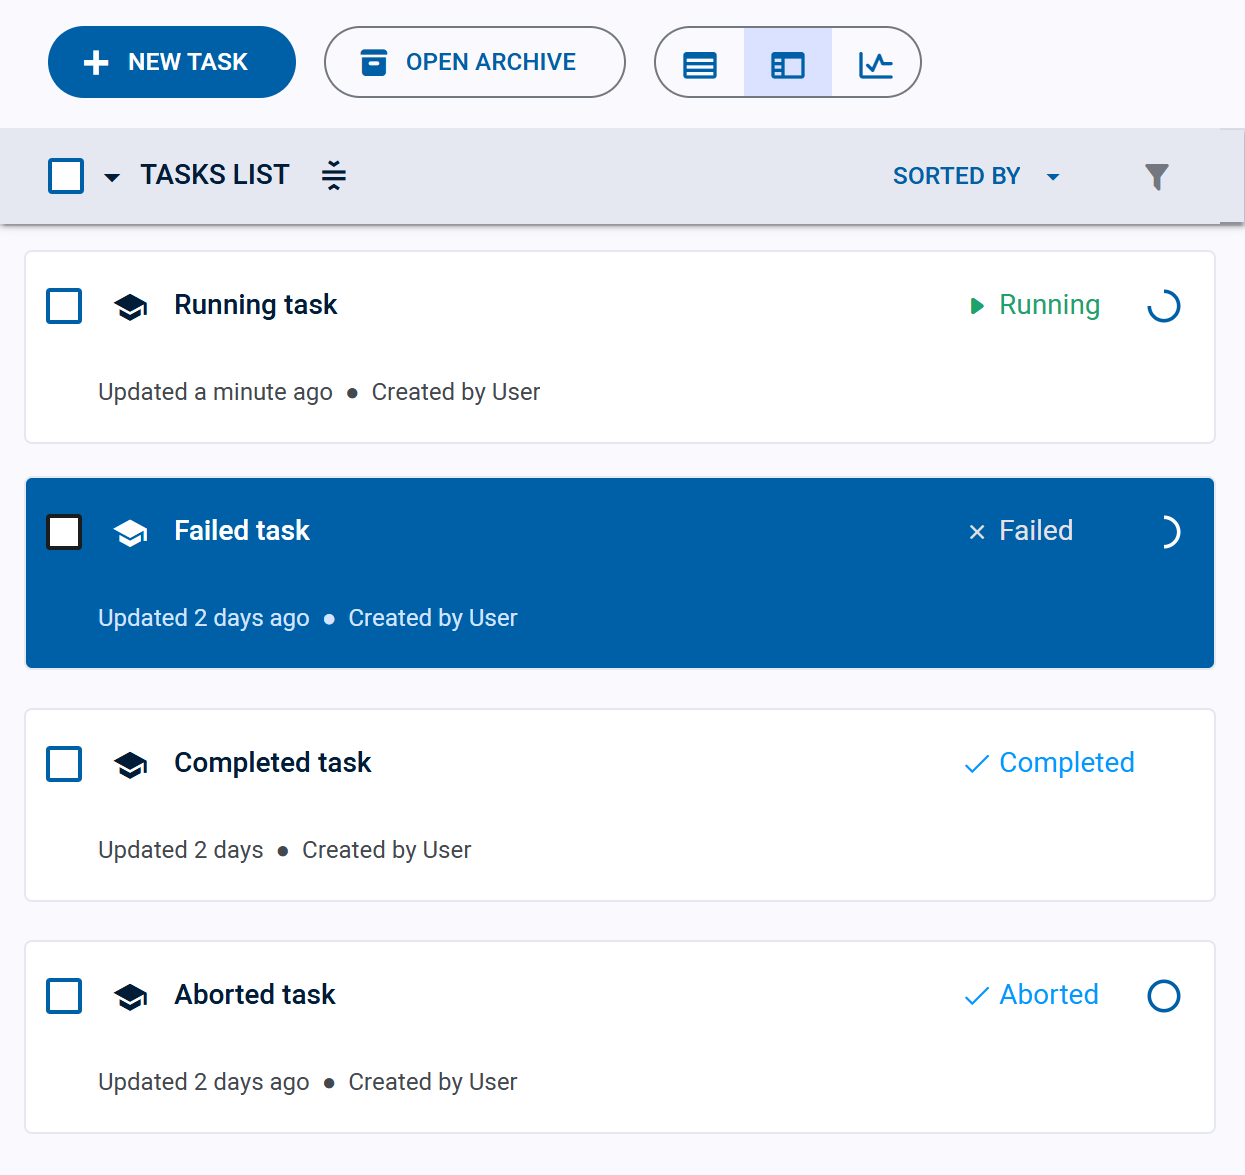 NEW TASK
OPEN ARCHIVE
TASKS LIST
SORTED BY
Running task
Running
Updated a minute ago ● Created by User
Failed task
Failed
Updated 2 days ago ● Created by User
Completed task
Completed
Updated 2 days ● Created by User
Aborted task
Aborted
Updated 2 days ago ● Created by User